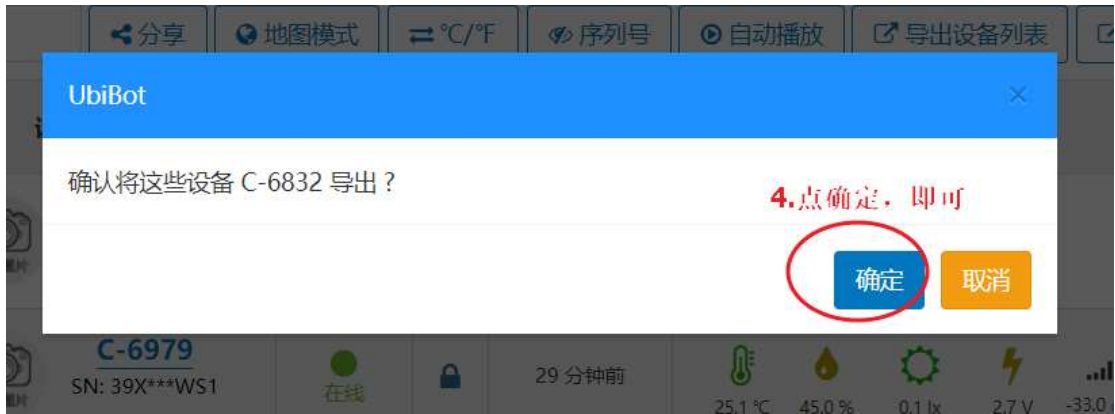 分享 地图模式 °C/°F 序列号 自动播放 导出设备列表
UbiBot ×
确认将这些设备 C-6832 导出？
4.点确定，即可
确定 取消
C-6979
SN: 39X***WS1
在线
29 分钟前
25.1 °C 45.0 % 0.1 lx 2.7 V -33.0